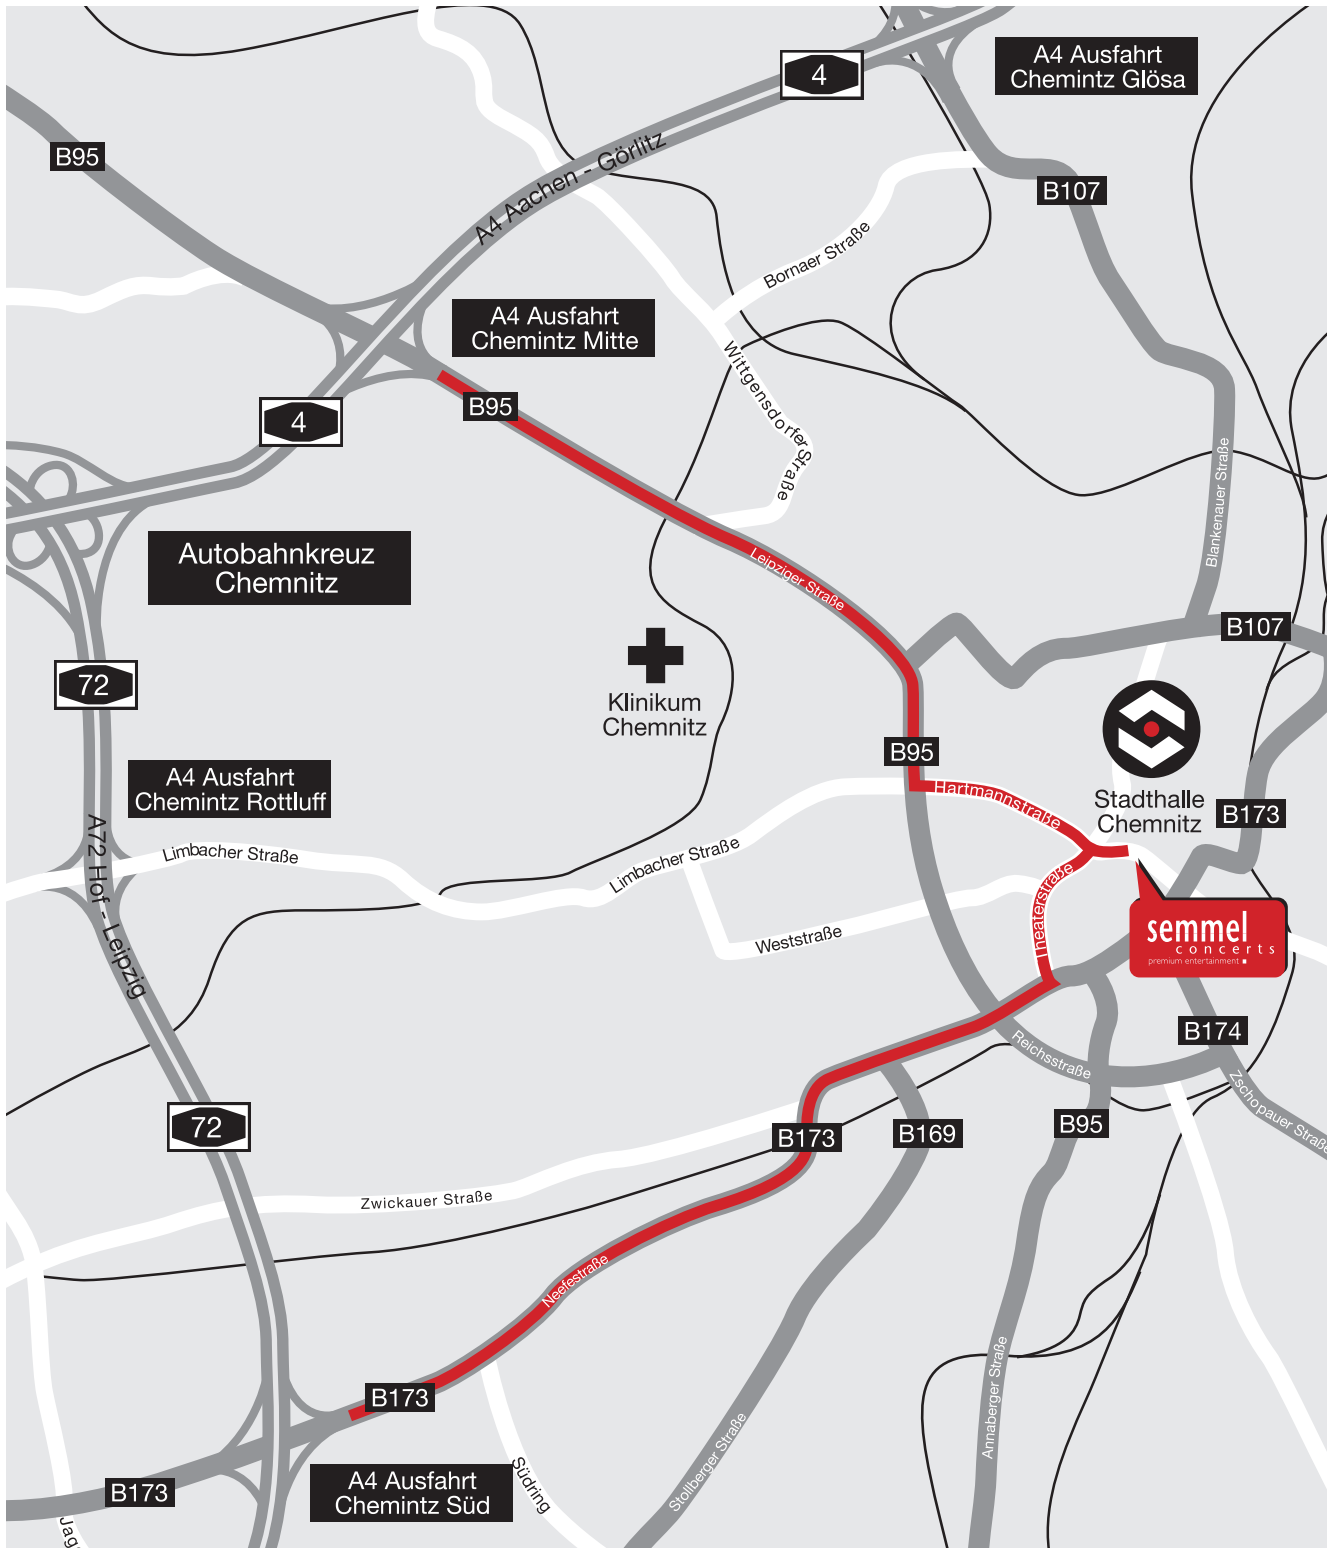 A4 Ausfahrt
Chemintz Glösa
4
B95
A4 Aachen - Görlitz
B107
Bornaer Straße
A4 Ausfahrt
Chemintz Mitte
Wittgensdorfer Straße
B95
4
Blankenauer Straße
Autobahnkreuz
Chemnitz
Leipziger Straße
B107
72
Klinikum
Chemnitz
B95
A4 Ausfahrt
Chemintz Rottluff
Hartmannstraße
Stadthalle
Chemnitz
B173
A72 Hof - Leipzig
Limbacher Straße
Limbacher Straße
Theaterstraße
Weststraße
semmel
concerts
premium entertainment
B174
Reichsstraße
Zschopauer Straße
72
B173
B169
B95
Zwickauer Straße
Neefestraße
Annaberger Straße
B173
Stollberger Straße
Südring
B173
A4 Ausfahrt
Chemintz Süd
Jag